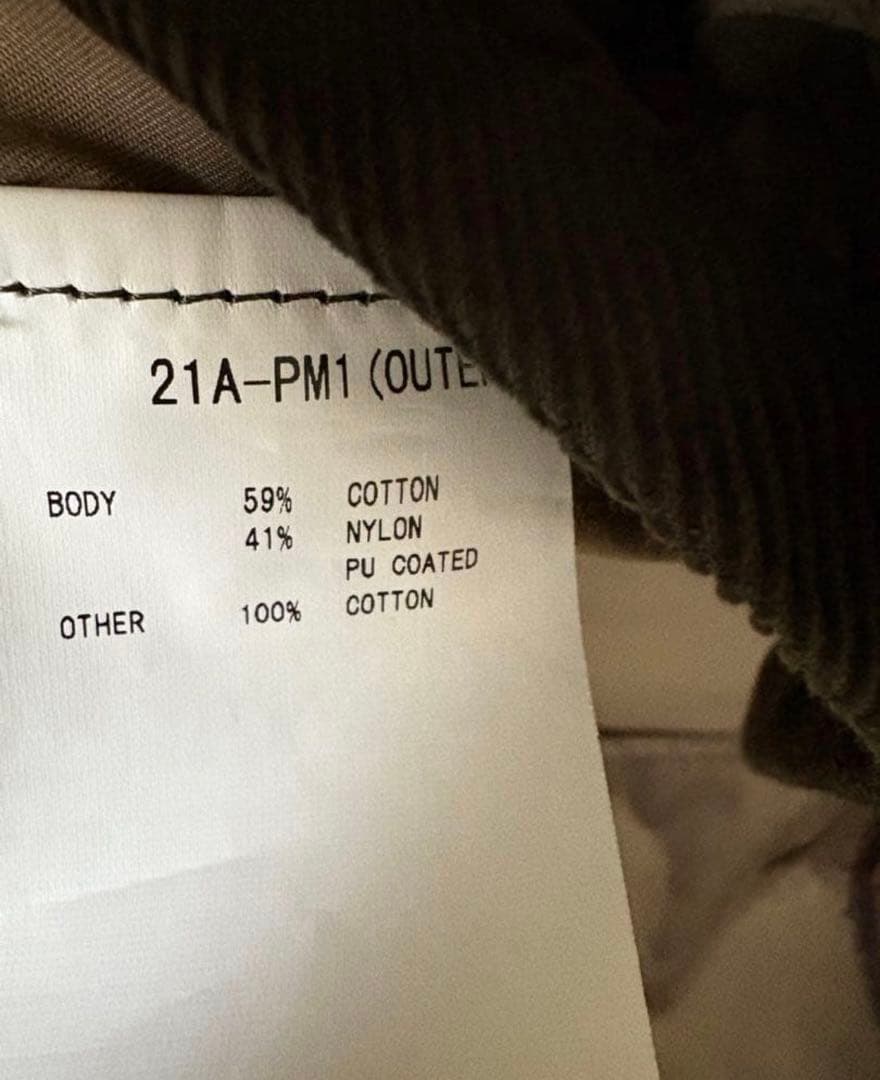 21A-PM1 (OUTE
BODY 59% COTTON
41% NYLON
PU COATED
OTHER 100% COTTON